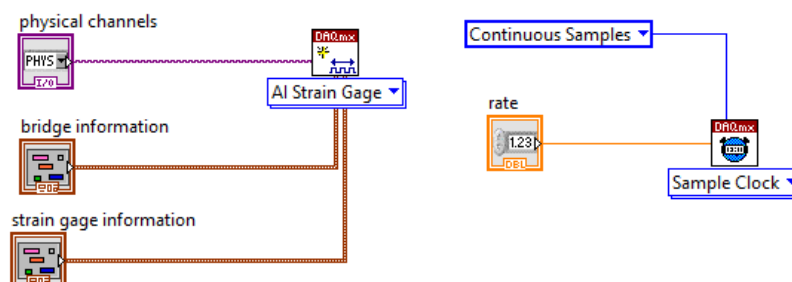 physical channels
DAQmx
PHYS
I/O
AI Strain Gage
bridge information
strain gage information
Continuous Samples
rate
1.23
DBL
DAQmx
Sample Clock